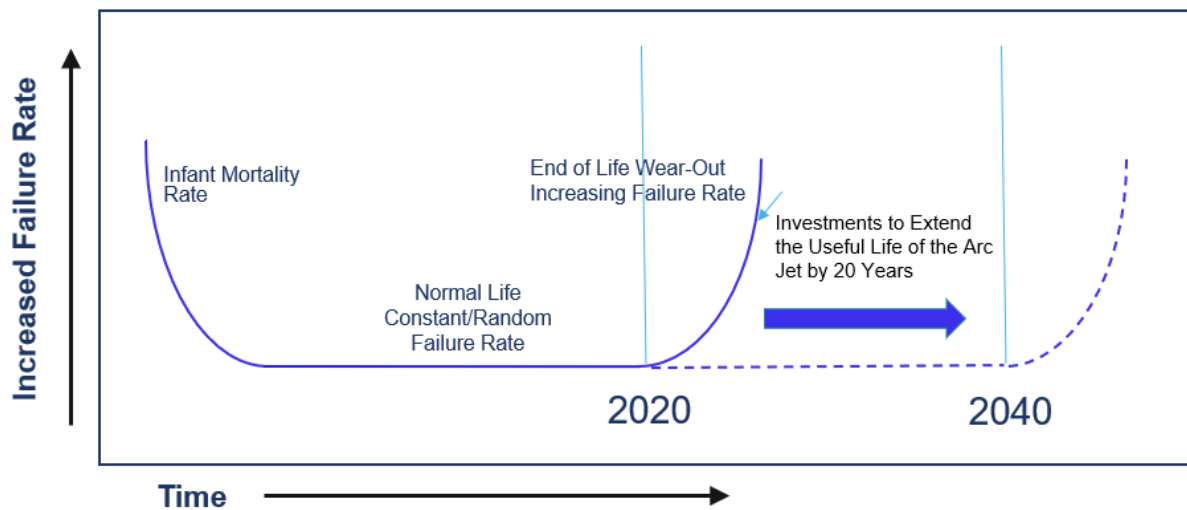 Increased Failure Rate
Infant Mortality
Rate
End of Life Wear-Out
Increasing Failure Rate
Investments to Extend
the Useful Life of the Arc
Jet by 20 Years
Normal Life
Constant/Random
Failure Rate
2020
2040
Time